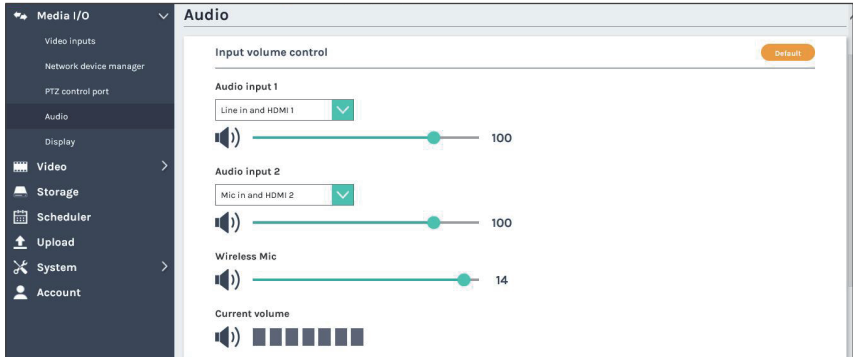 Media I/O
Video inputs
Network device manager
PTZ control port
Audio
Display
Video
Storage
Scheduler
Upload
System
Account
Audio
Input volume control
Default
Audio input 1
Line in and HDMI 1
100
Audio input 2
Mic in and HDMI 2
100
Wireless Mic
14
Current volume